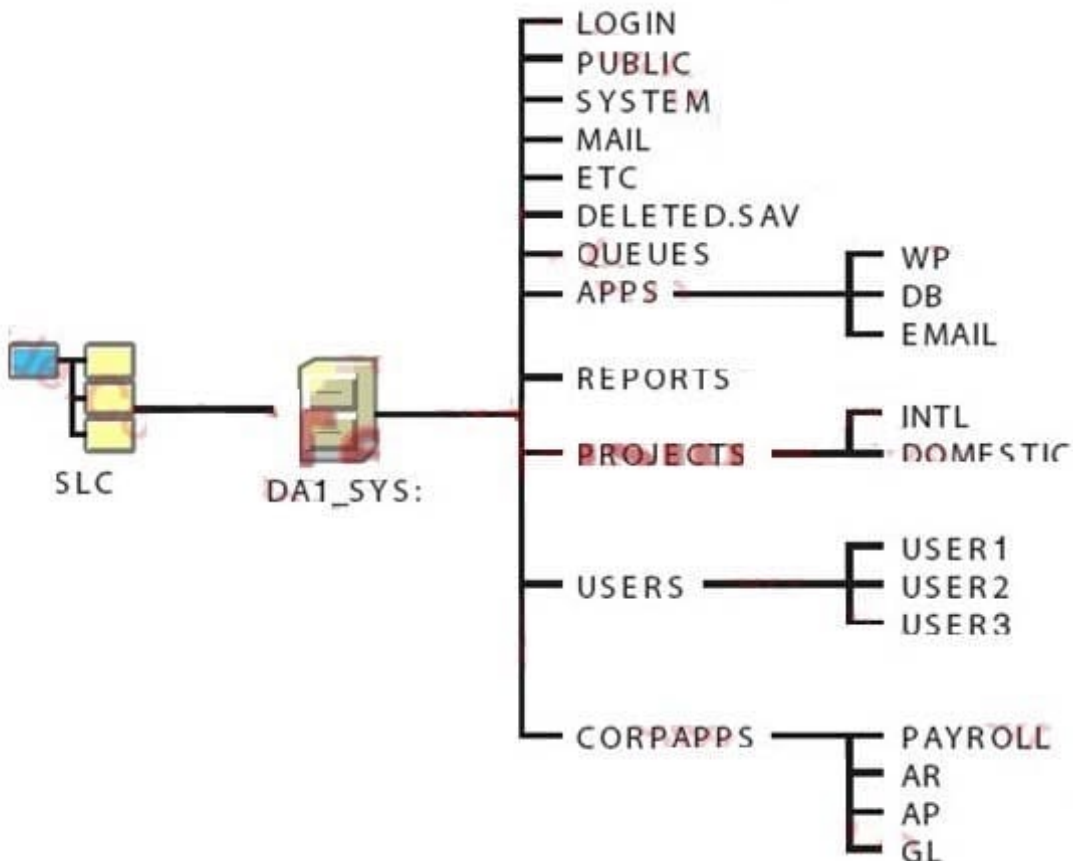 LOGIN
PUBLIC
SYSTEM
MAIL
ETC
DELETED.SAV
QUEUES
APPS
WP
DB
EMAIL
REPORTS
PROJECTS
INTL
DOMESTIC
SLC
DA1_SYS:
USERS
USER1
USER2
USER3
CORPAPPS
PAYROLL
AR
AP
GL